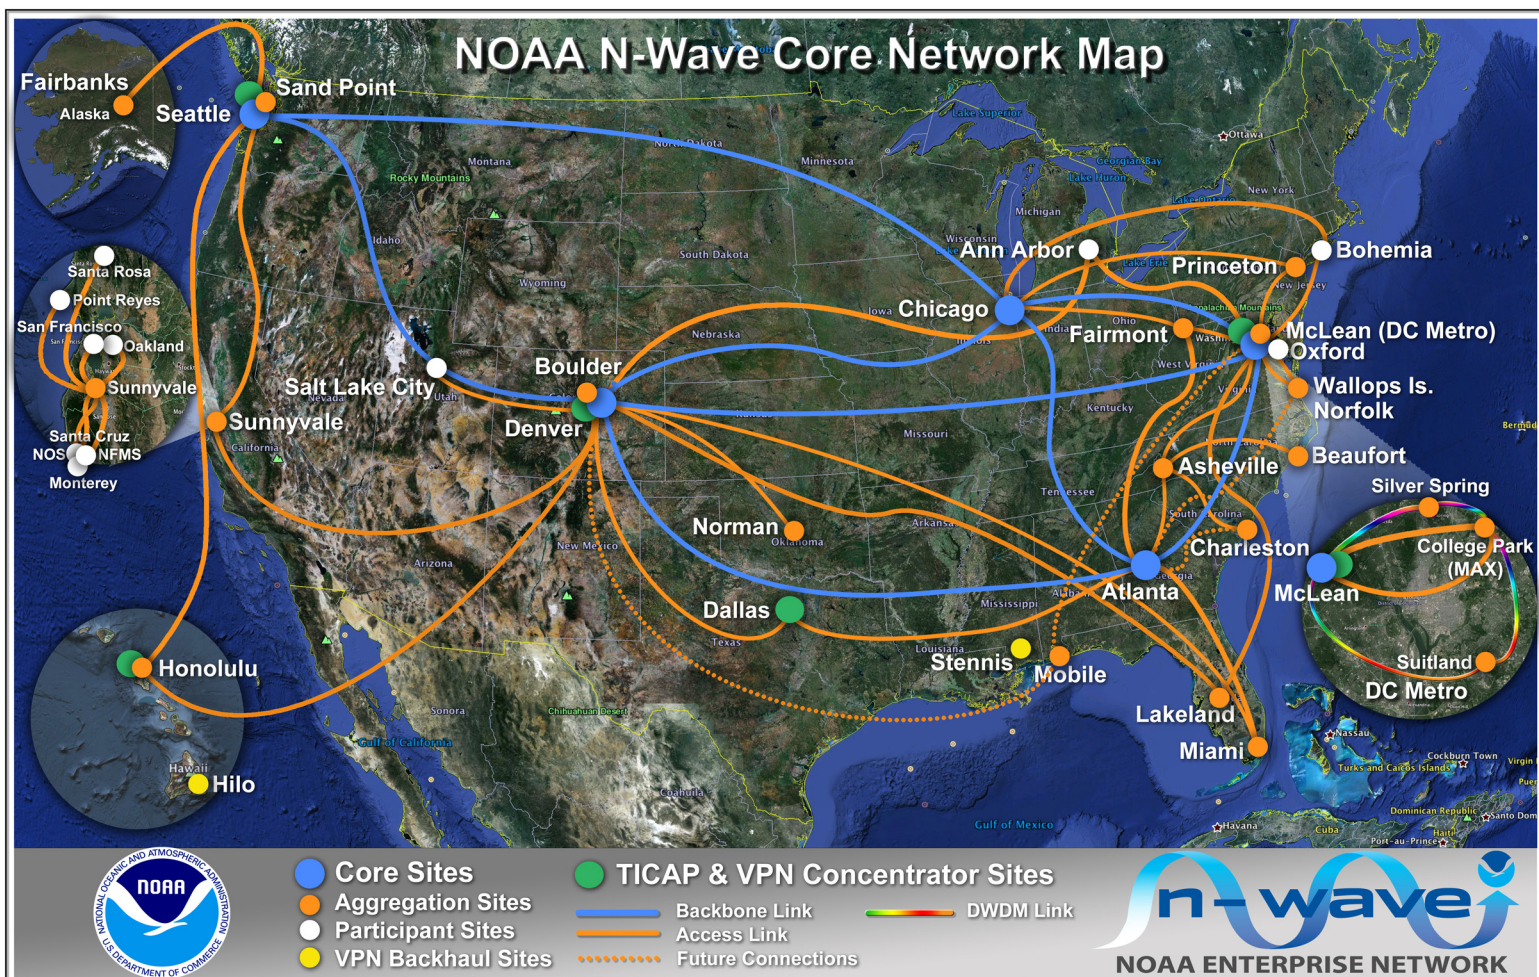 NOAA N-Wave Core Network Map
Fairbanks
Alaska
Sand Point
Seattle
Ottawa
Lake Superior
North Dakota
Minnesota
Montana
Rocky Mountains
Georgian Bay
Lake Huron
Michigan
New York
Idaho
South Dakota
Wisconsin
Ann Arbor
Lake Erie
Princeton
Bohemia
New Jersey
Wyoming
Santa Rosa
Point Reyes
San Francisco
Oakland
Sunnyvale
Santa Cruz
NOS
NFMS
Monterey
Chicago
Iowa
Nebraska
Ohio
Appalachian Mountains
Fairmont
McLean (DC Metro)
Oxford
West Virginia
Boulder
Salt Lake City
Utah
Nevada
Denver
Kansas
Kentucky
Wallops Is.
Norfolk
Sunnyvale
California
Missouri
North Carolina
Asheville
Beaufort
Bermuda
Tennessee
Silver Spring
Norman
Oklahoma
Arkansas
South Carolina
Charleston
College Park
(MAX)
McLean
New Mexico
Arizona
Atlanta
Georgia
Dallas
Mississippi
Texas
Louisiana
Stennis
Mobile
Suitland
DC Metro
Honolulu
Hawaii
Hilo
Sonora
Chihuahuan Desert
Gulf of California
Lakeland
Miami
Nassau
Cockburn Town
Turks and Caicos Islands
Coahuila
Gulf of Mexico
Havana
Cuba
Dominican Republic
Haiti
Port-au-Prince
Santo Dom
NATIONAL OCEANIC AND ATMOSPHERIC ADMINISTRATION
NOAA
U.S. DEPARTMENT OF COMMERCE
Core Sites
Aggregation Sites
Participant Sites
VPN Backhaul Sites
TICAP & VPN Concentrator Sites
Backbone Link
Access Link
Future Connections
DWDM Link
n-wave
NOAA ENTERPRISE NETWORK